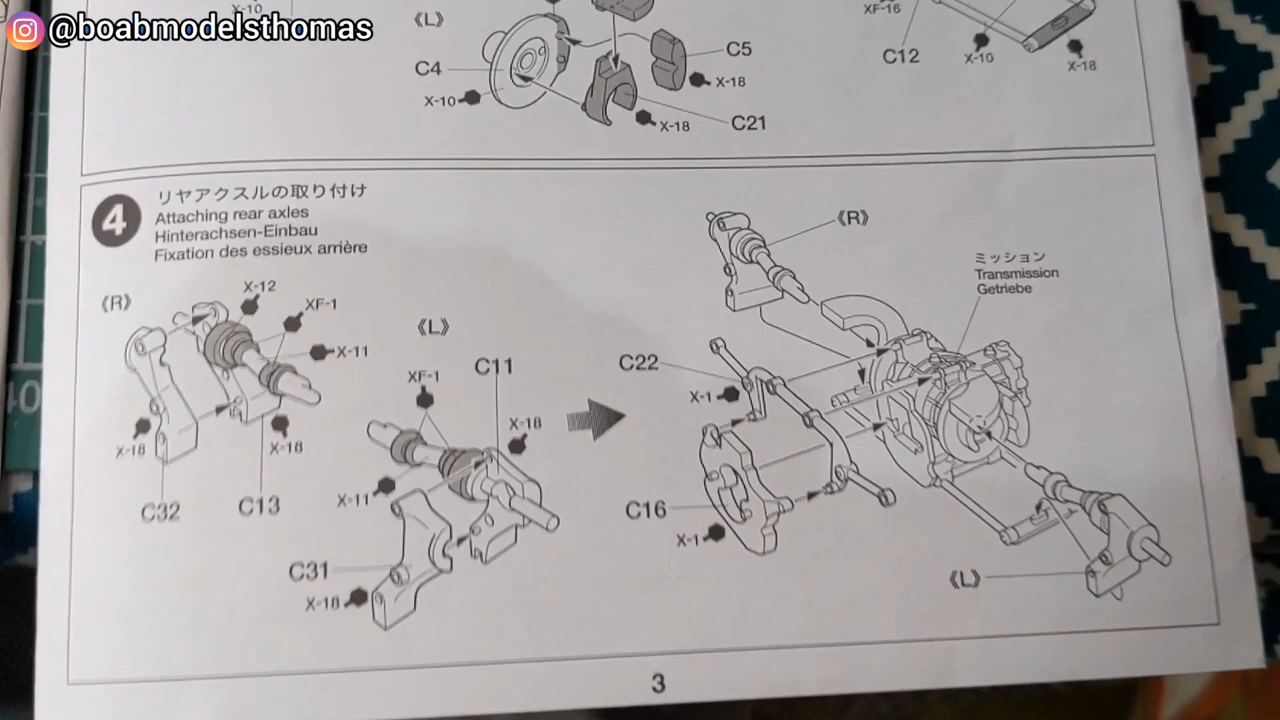 @boabmodelsthomas
X-10
《L》
C4
X-10
C5
X-18
X-18
C21
XF-16
C12
X-10
X-18
4
リヤアクスルの取り付け
Attaching rear axles
Hinterachsen-Einbau
Fixation des essieux arrière
《R》
X-12
XF-1
X-11
X-18
X-18
C32
C13
《L》
XF-1
C11
X-18
X-11
C31
X-18
《R》
ミッション
Transmission
Getriebe
C22
X-1
C16
X-1
《L》
3